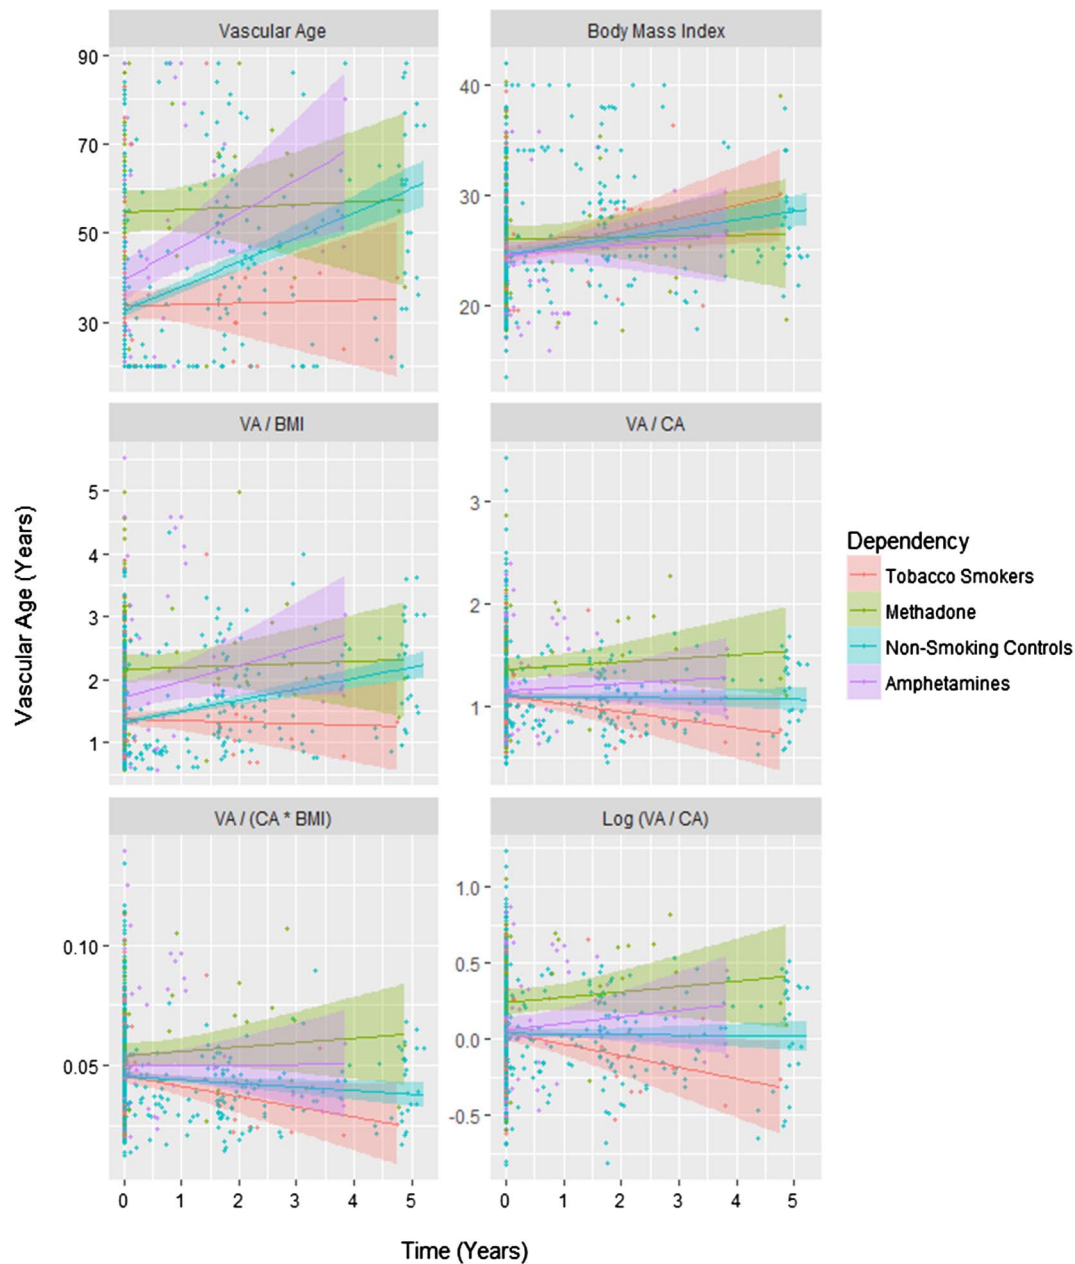 Vascular Age
Body Mass Index
90
70
50
30
40
30
20
VA / BMI
VA / CA
5
4
3
2
1
3
2
1
VA / (CA * BMI)
Log (VA / CA)
0.10
0.05
1.0
0.5
0.0
-0.5
0 1 2 3 4 5
0 1 2 3 4 5
Time (Years)
Vascular Age (Years)
Dependency
Tobacco Smokers
Methadone
Non-Smoking Controls
Amphetamines